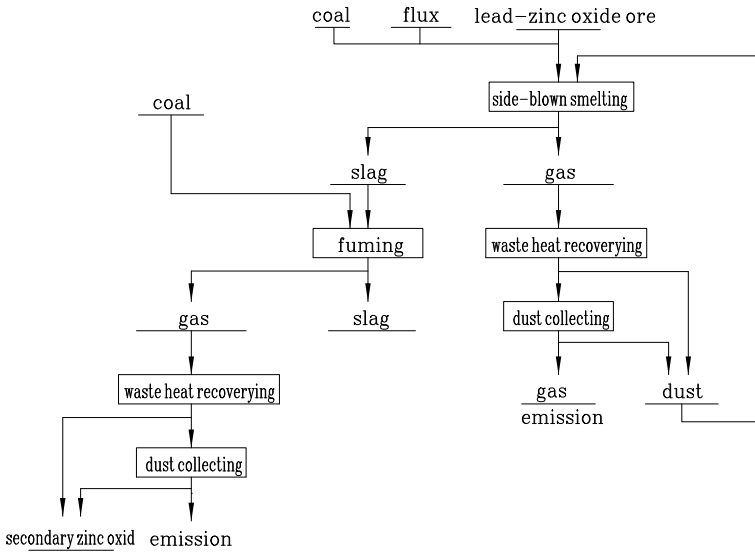 coal flux lead-zinc oxide ore
side-blown smelting
coal
slag gas
fuming waste heat recoverying
gas slag dust collecting
waste heat recoverying gas dust
emission
dust collecting
secondary zinc oxid emission